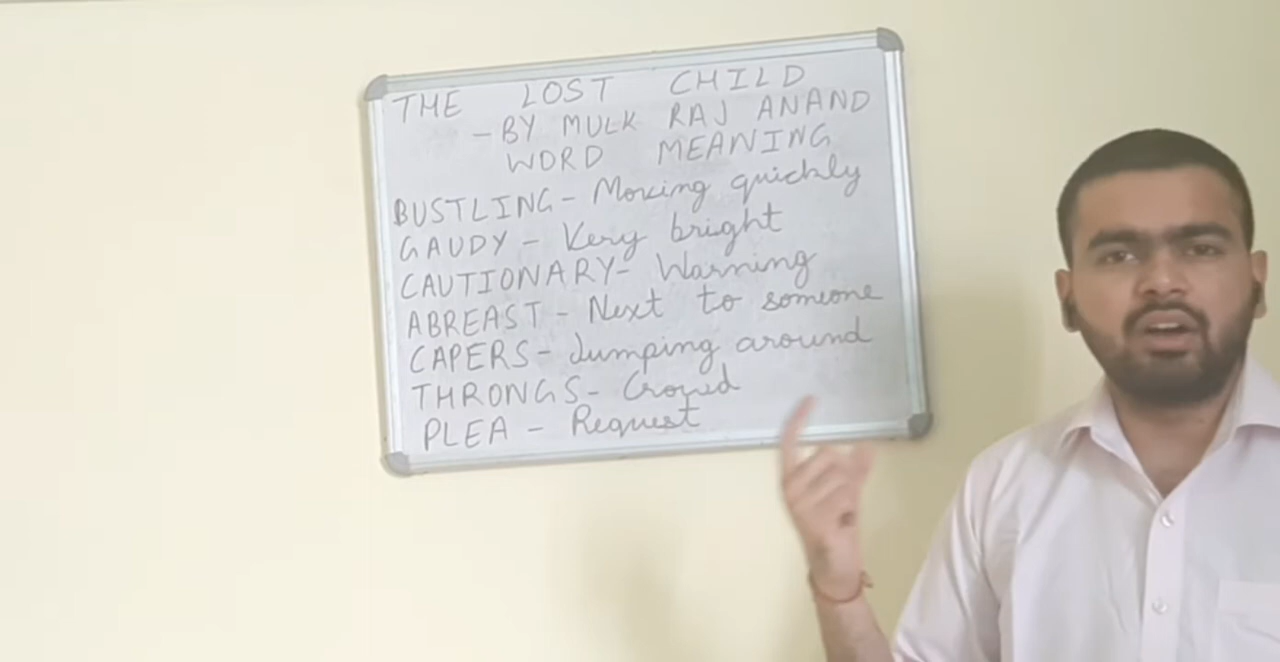 THE LOST CHILD
- BY MULK RAJ ANAND
WORD MEANING
BUSTLING - Moving quickly
GAUDY - Very bright
CAUTIONARY - Warning
ABREAST - Next to someone
CAPERS - Jumping around
THRONGS - Crowd
PLEA - Request